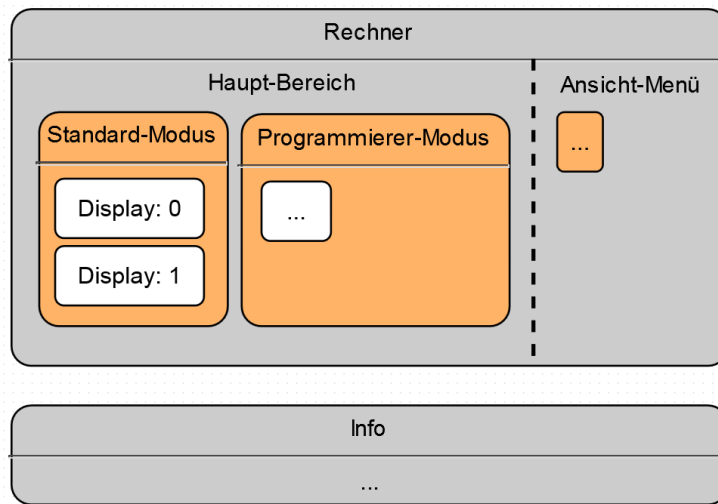 Rechner
Haupt-Bereich
Ansicht-Menü
Standard-Modus
Programmierer-Modus
...
Display: 0
...
Display: 1
Info
...